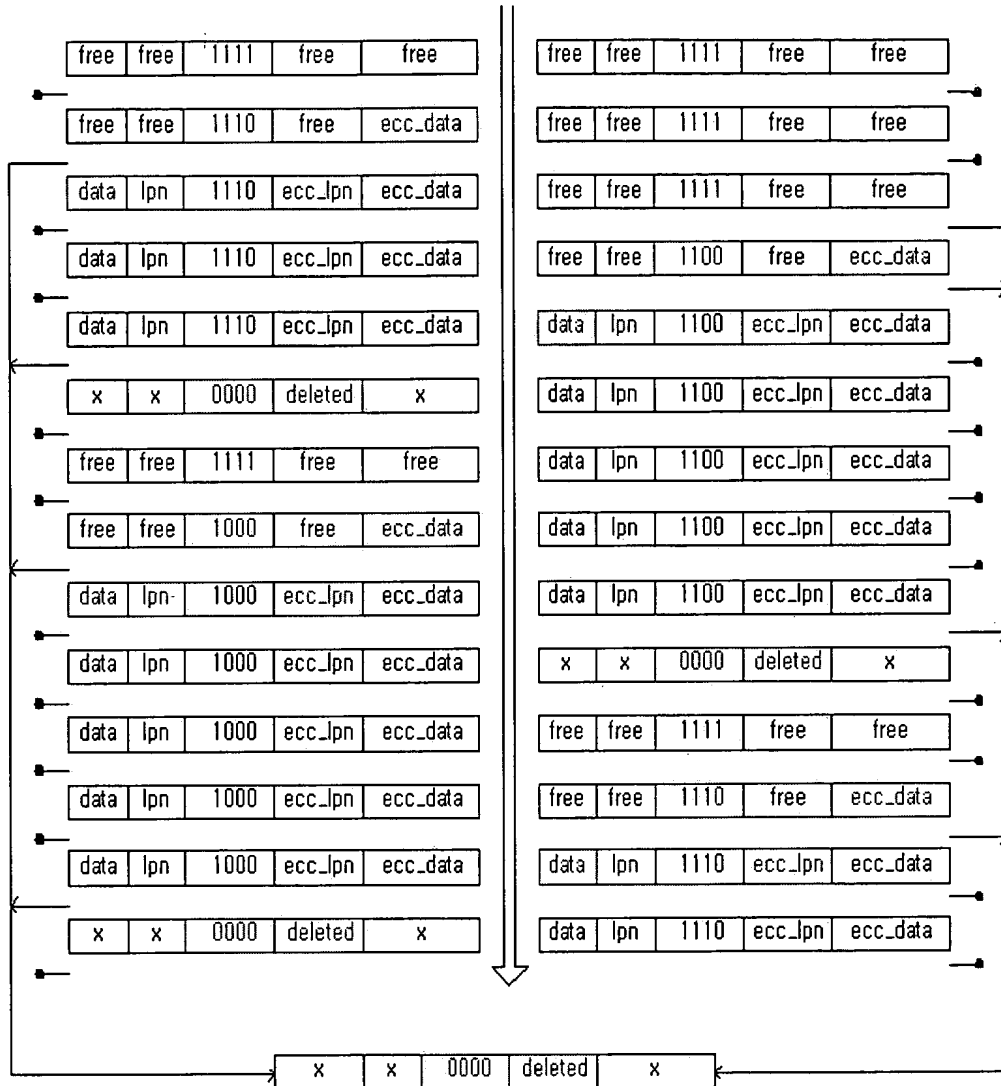 free free 1111 free free
free free 1110 free ecc_data
data lpn 1110 ecc_lpn ecc_data
data lpn 1110 ecc_lpn ecc_data
data lpn 1110 ecc_lpn ecc_data
x x 0000 deleted x
free free 1111 free free
free free 1000 free ecc_data
data lpn 1000 ecc_lpn ecc_data
data lpn 1000 ecc_lpn ecc_data
data lpn 1000 ecc_lpn ecc_data
data lpn 1000 ecc_lpn ecc_data
data lpn 1000 ecc_lpn ecc_data
x x 0000 deleted x
free free 1111 free free
free free 1111 free free
free free 1111 free free
free free 1100 free ecc_data
data lpn 1100 ecc_lpn ecc_data
data lpn 1100 ecc_lpn ecc_data
data lpn 1100 ecc_lpn ecc_data
data lpn 1100 ecc_lpn ecc_data
data lpn 1100 ecc_lpn ecc_data
x x 0000 deleted x
free free 1111 free free
free free 1110 free ecc_data
data lpn 1110 ecc_lpn ecc_data
data lpn 1110 ecc_lpn ecc_data
x x 0000 deleted x